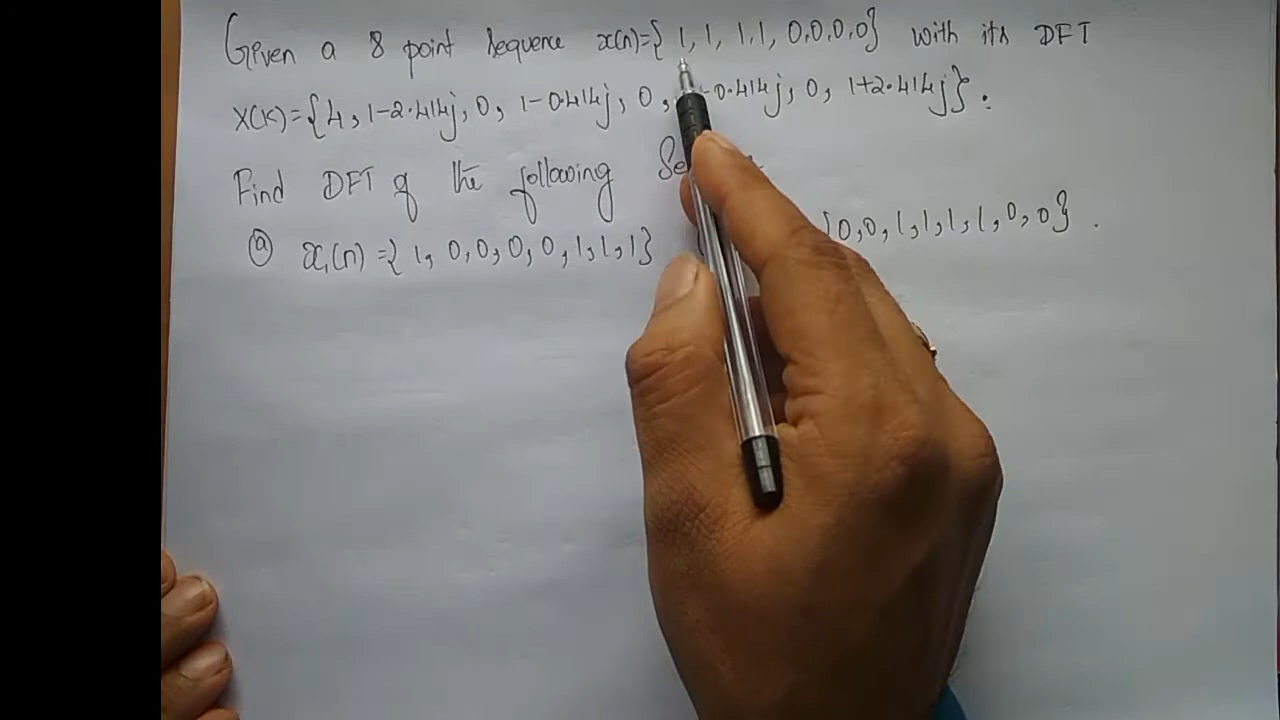 Given a 8 point sequence x(n)={ 1, 1, 1,1, 0,0,0,0} with its DFT
X(K)={4, 1-2.414j, 0, 1-0.414j, 0, -0.414j, 0, 1+2.414j}.
Find DFT of the following Se
ⓐ x₁(n)={ 1, 0,0,0,0,1,1,1} {0,0,1,1,1,1,0,0}.